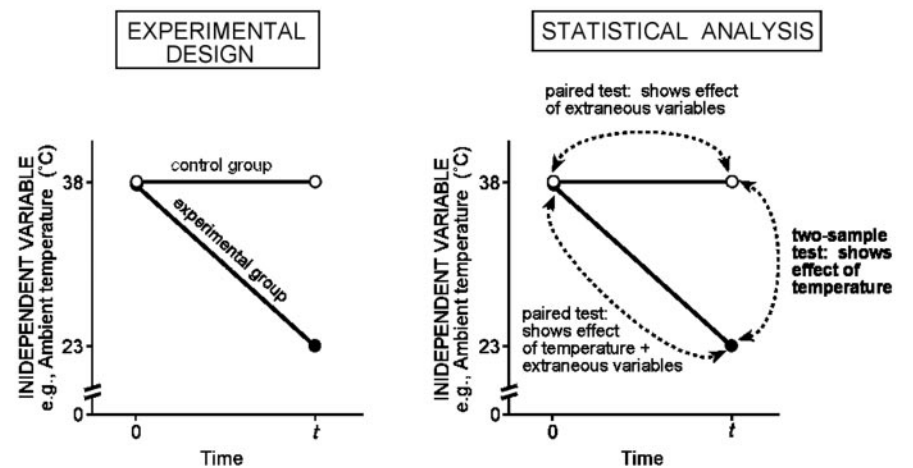 EXPERIMENTAL
DESIGN
INIDEPENDENT VARIABLE
e.g., Ambient temperature (°C)
38
23
0
control group
experimental group
0
t
Time
STATISTICAL ANALYSIS
paired test: shows effect
of extraneous variables
INIDEPENDENT VARIABLE
e.g., Ambient temperature (°C)
38
23
0
two-sample
test: shows
effect of
temperature
paired test:
shows effect
of temperature +
extraneous variables
0
t
Time